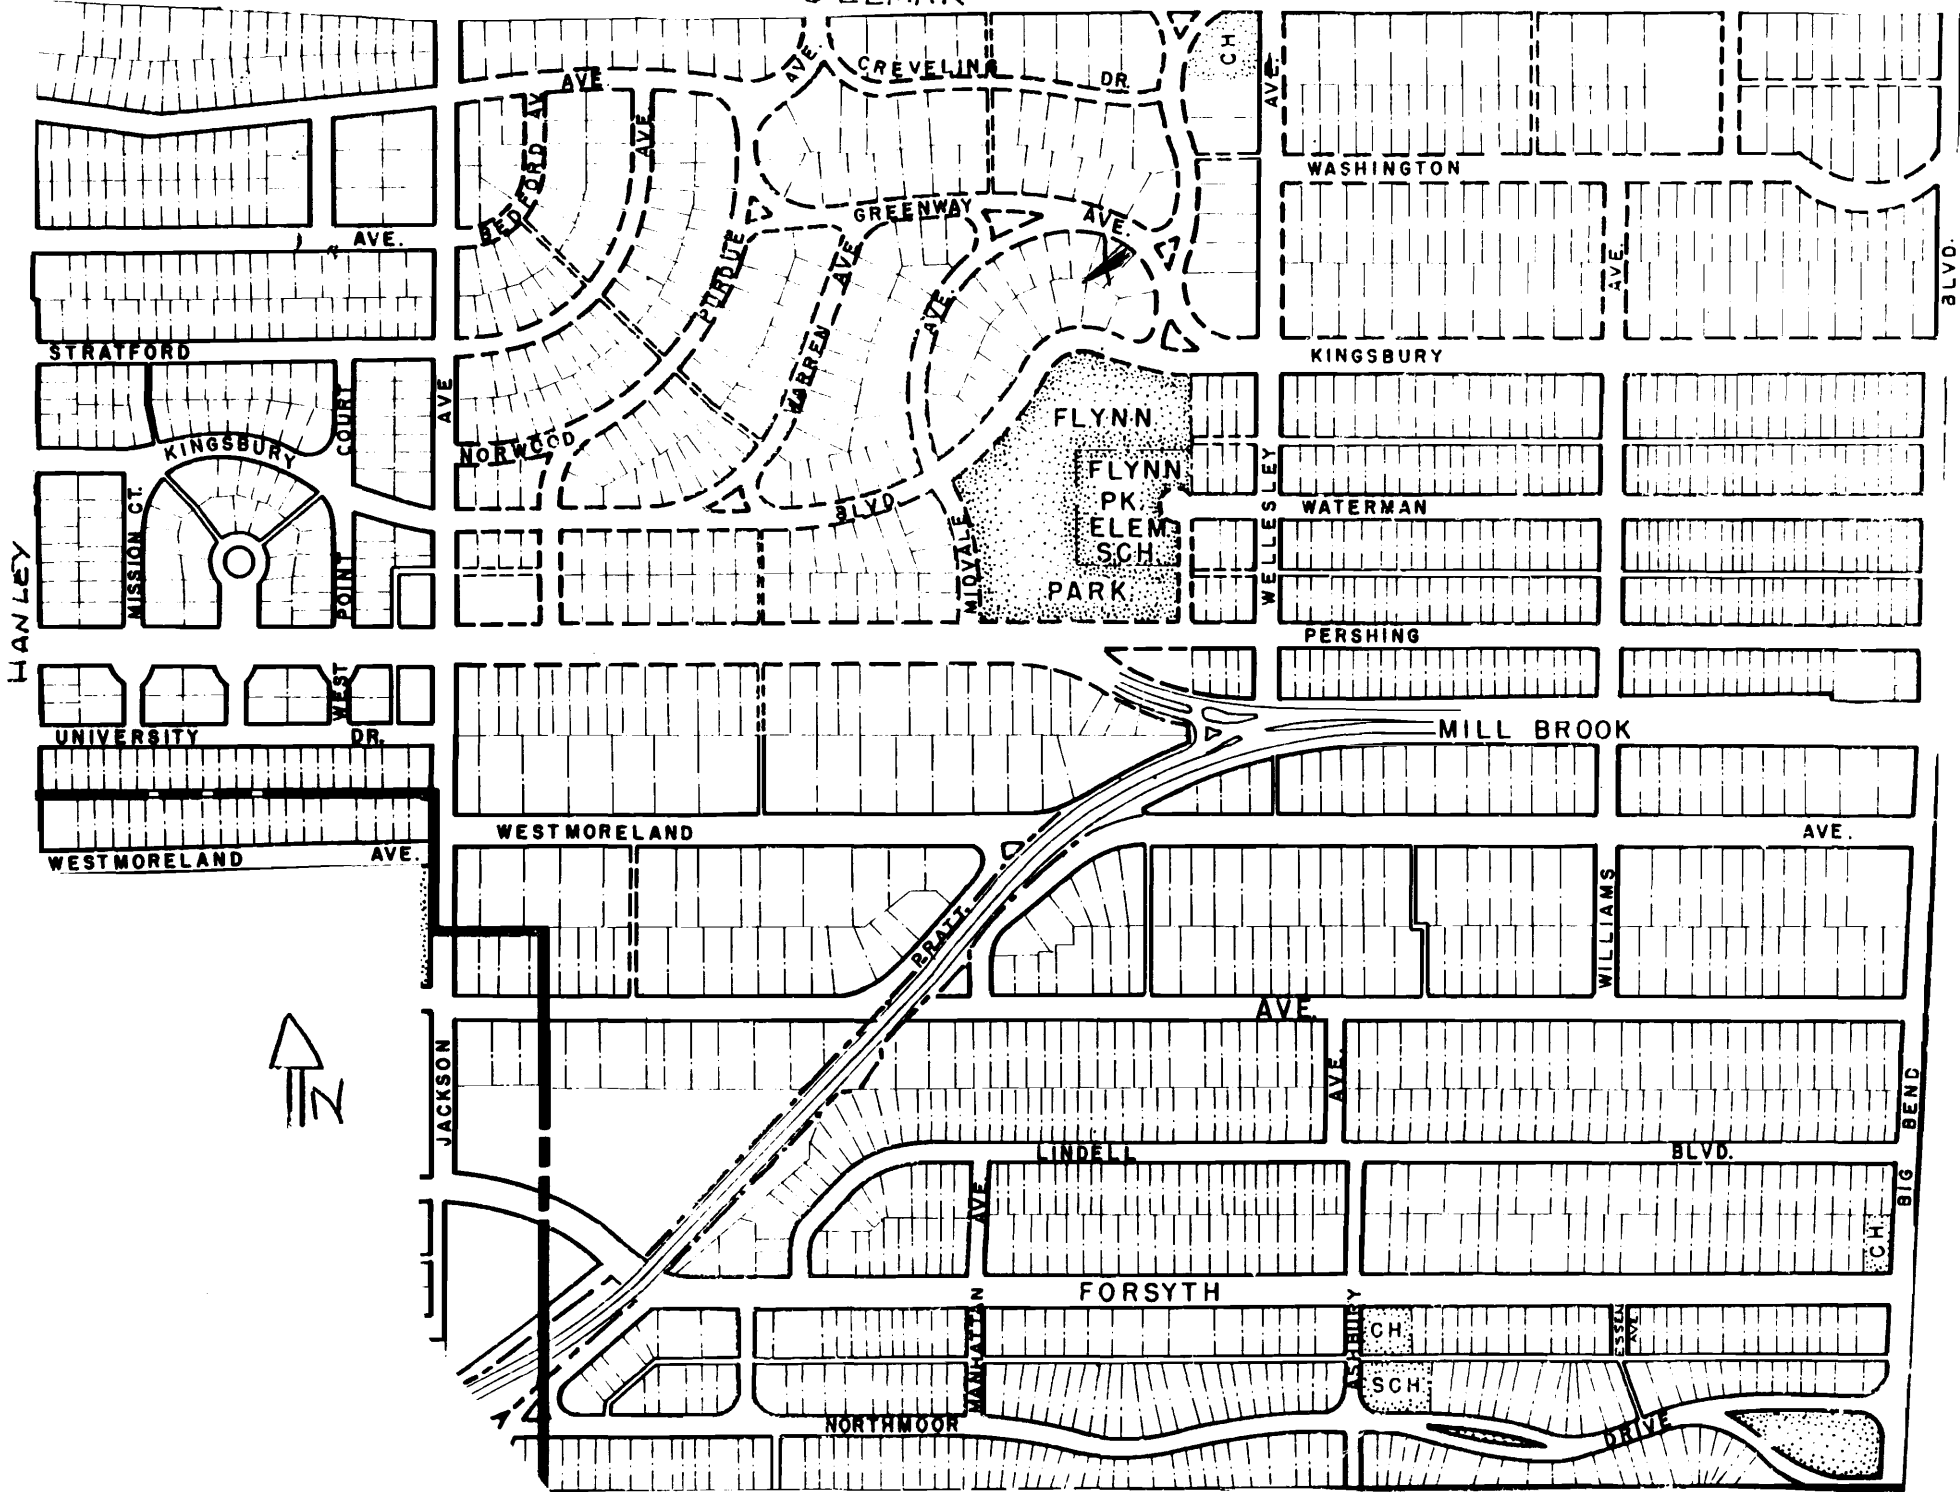 CH
AVE.
CREVELING
DR.
AVE.
AVE
BEDFORD AV.
AVE.
WASHINGTON
GREENWAY
AVE.
AVE.
PURDUE
AVE
AVE.
AVE.
BLVD.
STRATFORD
KINGSBURY
WARREN
COURT
AVE
FLYNN
NORWOOD
KINGSBURY
FLYNN
PK.
ELEM.
SCH.
PARK
WELLESLEY
WATERMAN
BLVD.
MISSION CT.
MIDVALE
HANLEY
POINT
PERSHING
WEST
UNIVERSITY
DR.
MILL BROOK
WESTMORELAND
AVE.
WESTMORELAND
AVE.
WILLIAMS
PRATT.
AVE.
N
JACKSON
AVE.
BEND
LINDELL
BLVD.
AVE.
BIG
CH
FORSYTH
MANHATTAN
ASHBURY
CH
ESSEN
AVE.
SCH
NORTHMOOR
DRIVE